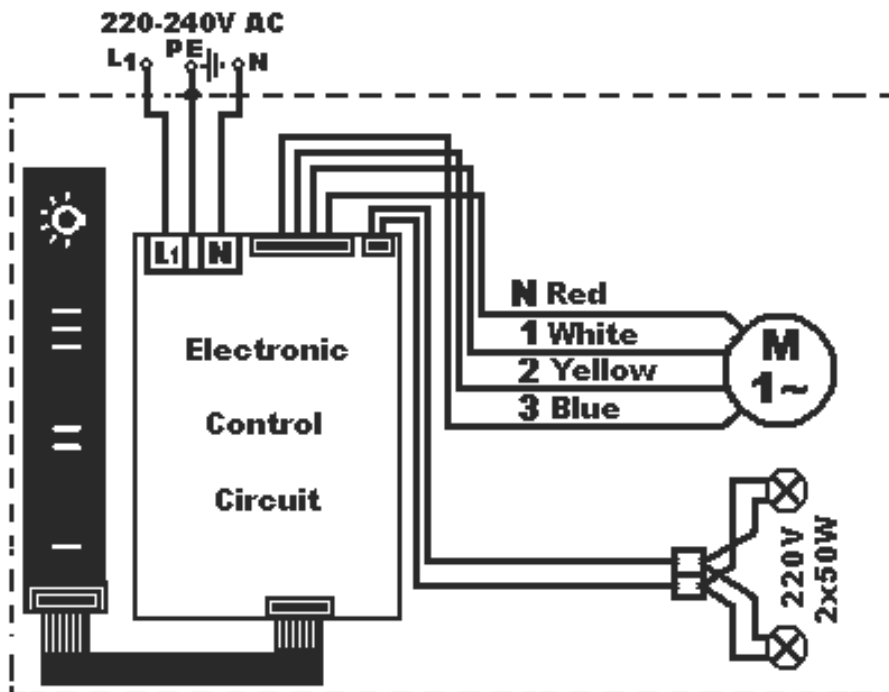 220-240V AC
L1 PE N
L1 N
N Red
1 White
2 Yellow
3 Blue
M
1~
Electronic
Control
Circuit
220V
2x50W